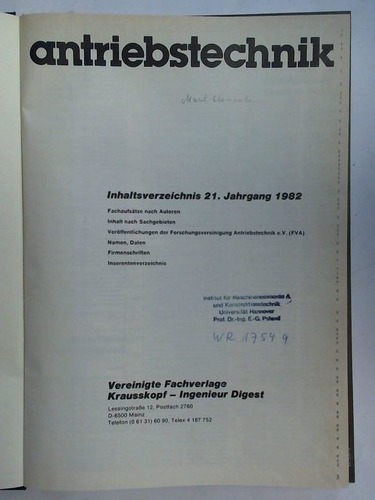 antriebstechnik
Inhaltsverzeichnis 21. Jahrgang 1982
Fachaufsätze nach Autoren
Inhalt nach Sachgebieten
Veröffentlichungen der Forschungsvereinigung Antriebstechnik e.V. (FVA)
Namen, Daten
Firmenschriften
Inserentenverzeichnis
Institut für Maschinenelemente
und Konstruktionstechnik
Universität Hannover
Prof. Dr.-Ing. E.-G.
WR 1754 9
Vereinigte Fachverlage
Krausskopf – Ingenieur Digest
Lessingstraße 12, Postfach 2760
D-6500 Mainz
Telefon (0 61 31) 60 90, Telex 4 187 752